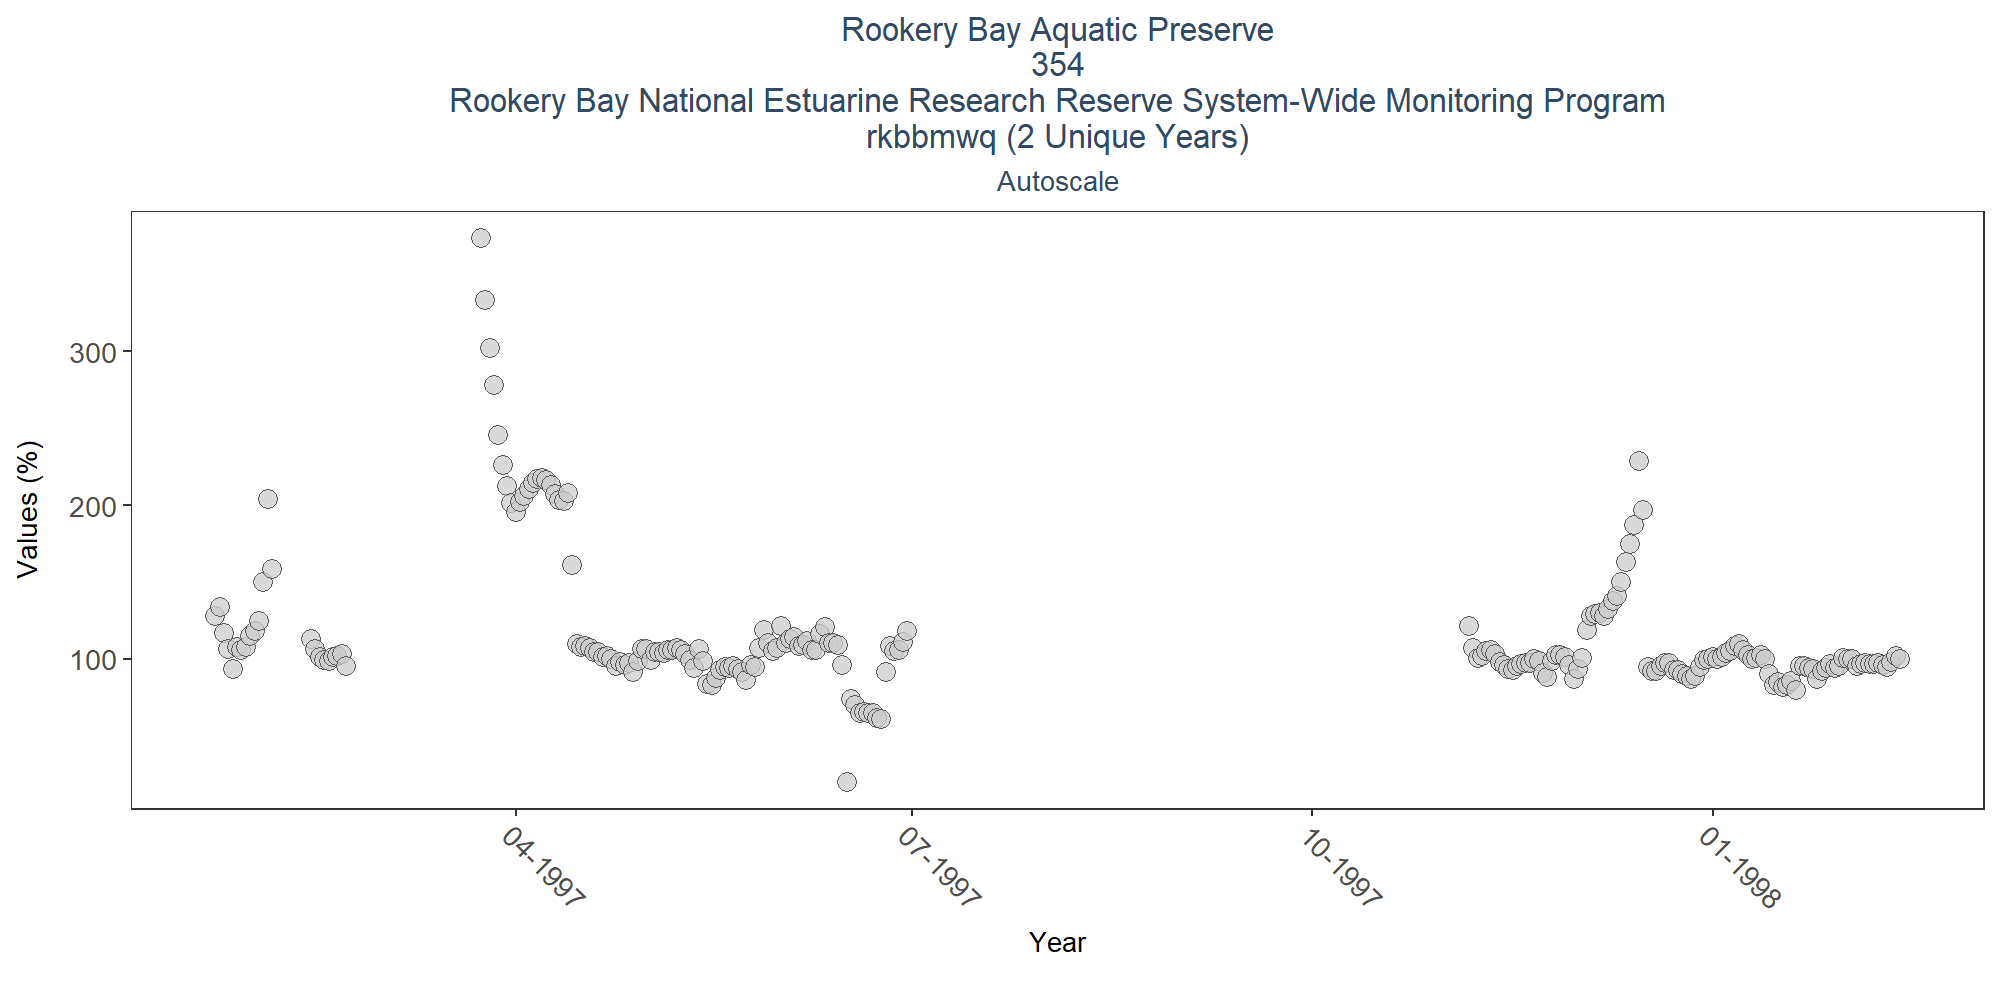 Rookery Bay Aquatic Preserve
354
Rookery Bay National Estuarine Research Reserve System-Wide Monitoring Program
rkbbmwq (2 Unique Years)
Autoscale
Values (%)
300
200
100
04-1997
07-1997
10-1997
01-1998
Year